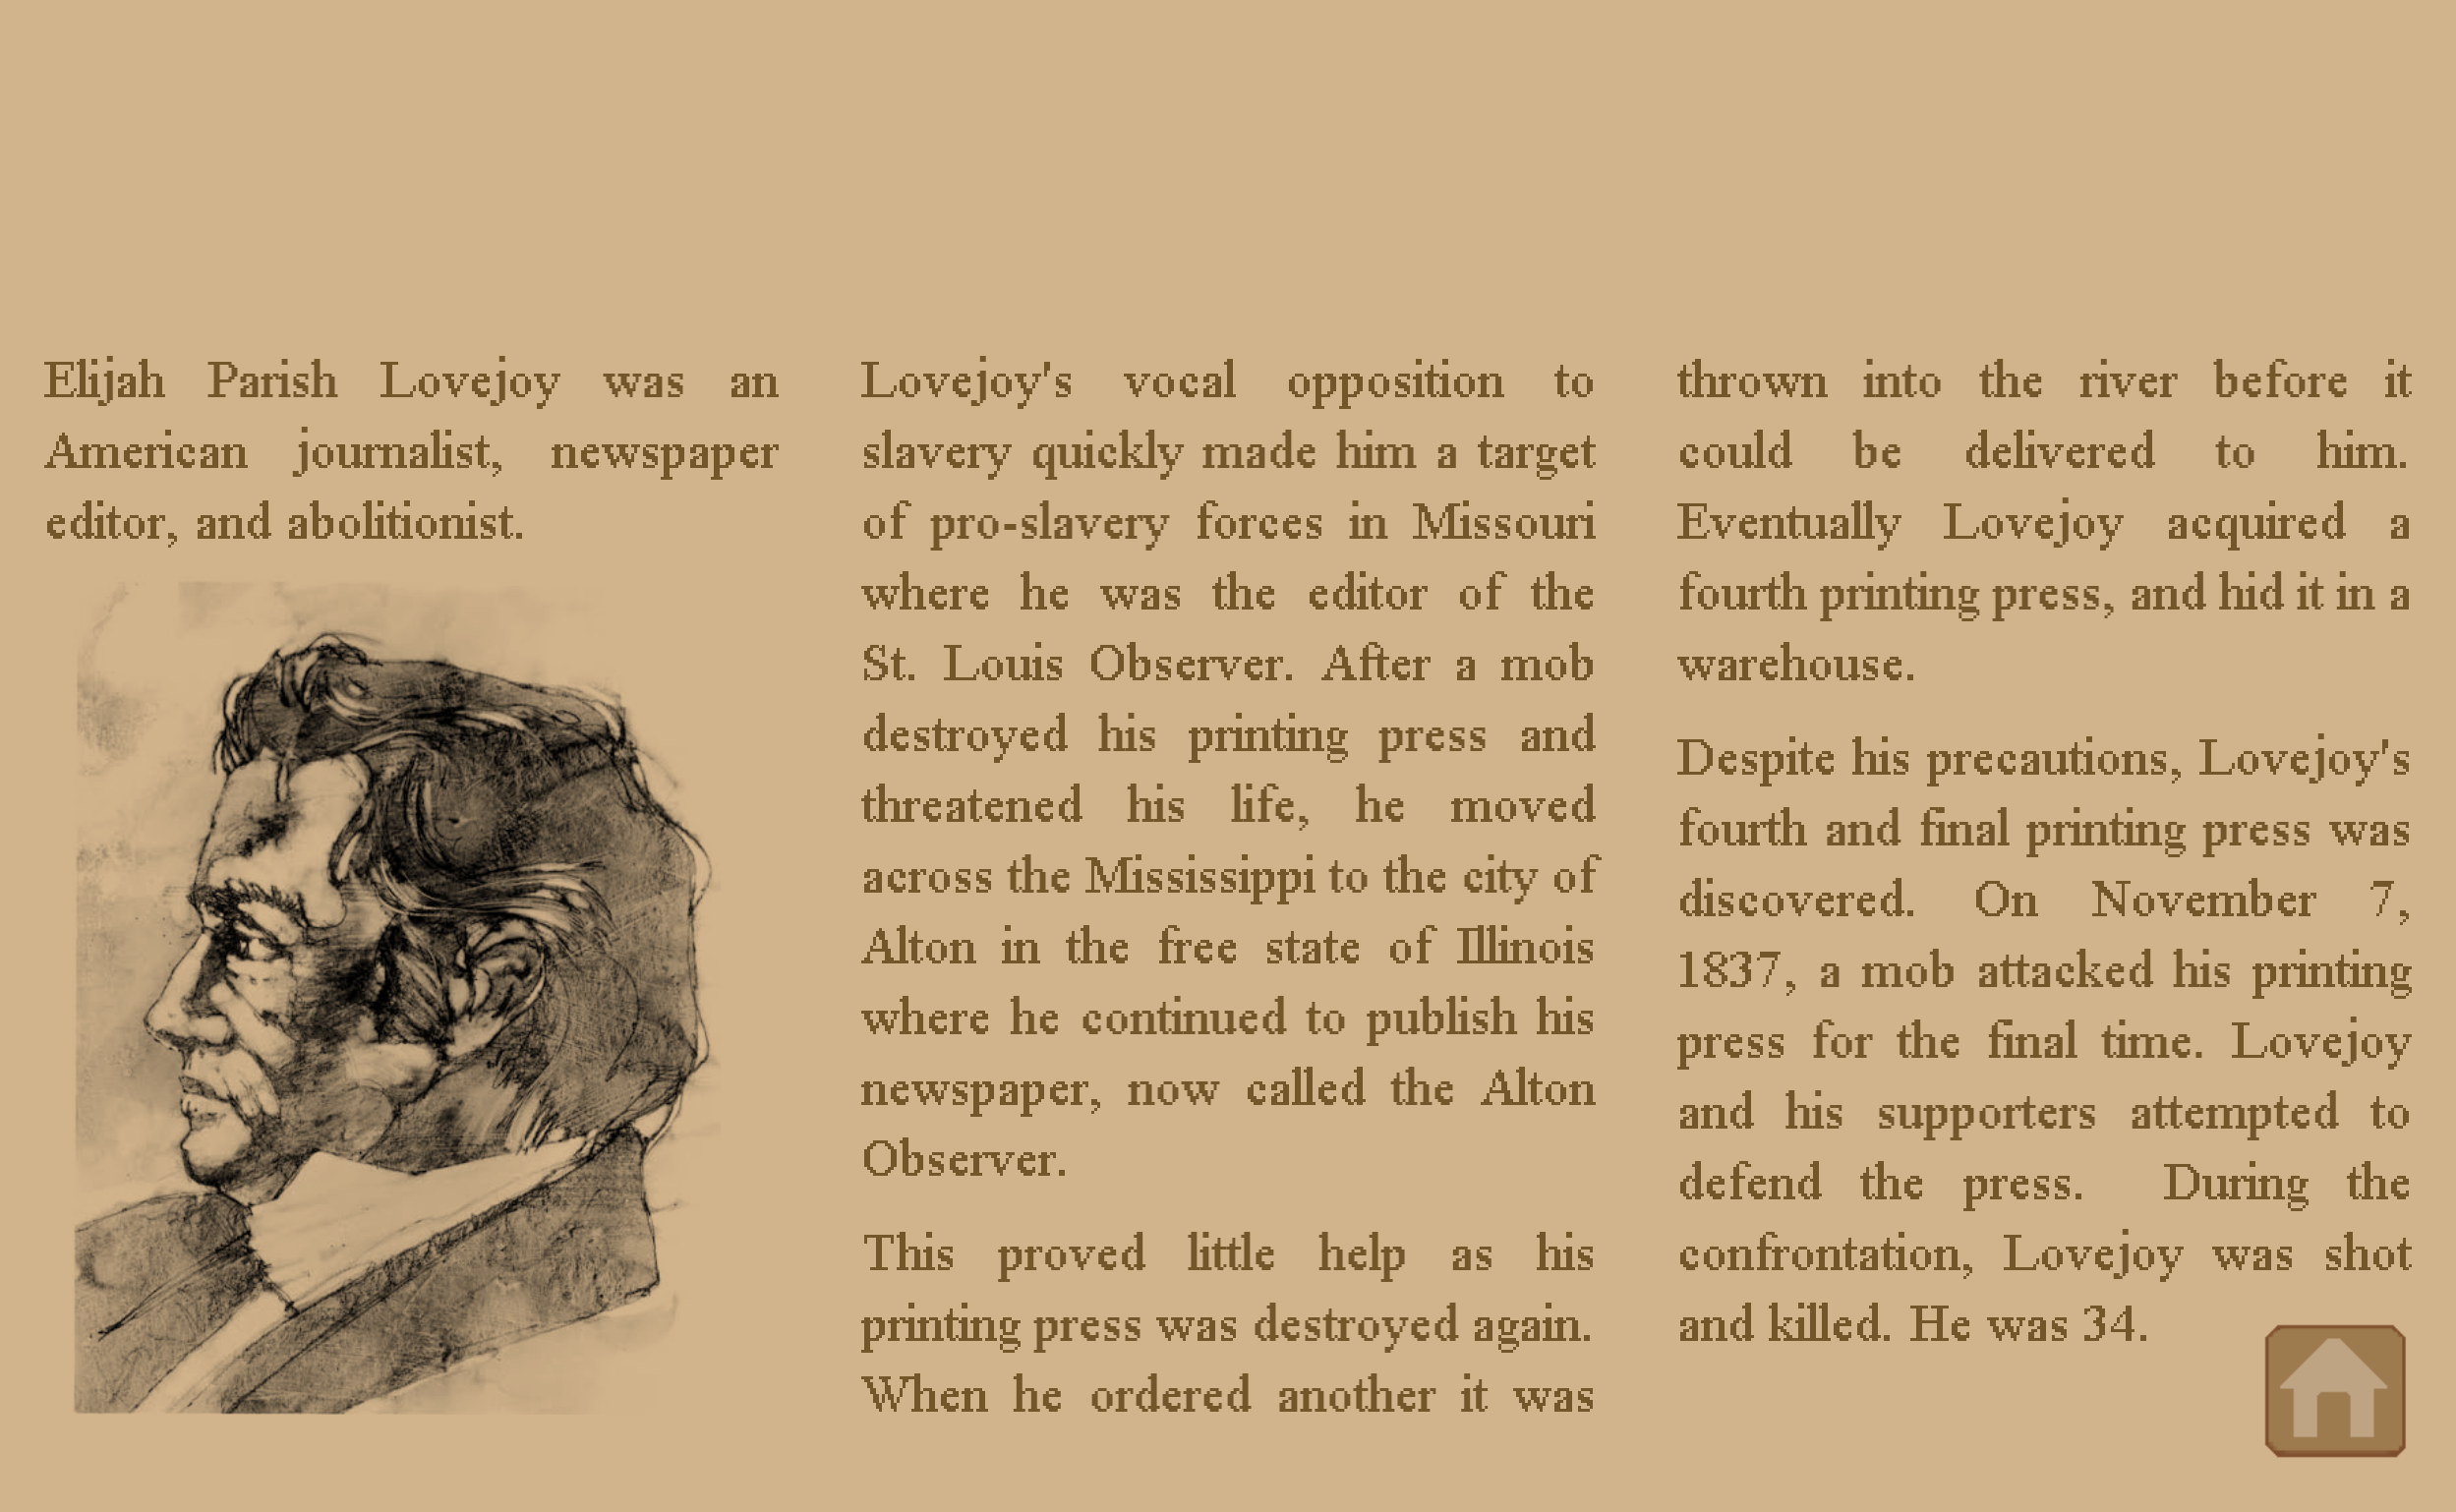 Elijah Parish Lovejoy was an
American journalist, newspaper
editor, and abolitionist.
Lovejoy's vocal opposition to
slavery quickly made him a target
of pro-slavery forces in Missouri
where he was the editor of the
St. Louis Observer. After a mob
destroyed his printing press and
threatened his life, he moved
across the Mississippi to the city of
Alton in the free state of Illinois
where he continued to publish his
newspaper, now called the Alton
Observer.
This proved little help as his
printing press was destroyed again.
When he ordered another it was
thrown into the river before it
could be delivered to him.
Eventually Lovejoy acquired a
fourth printing press, and hid it in a
warehouse.
Despite his precautions, Lovejoy's
fourth and final printing press was
discovered. On November 7,
1837, a mob attacked his printing
press for the final time. Lovejoy
and his supporters attempted to
defend the press. During the
confrontation, Lovejoy was shot
and killed. He was 34.